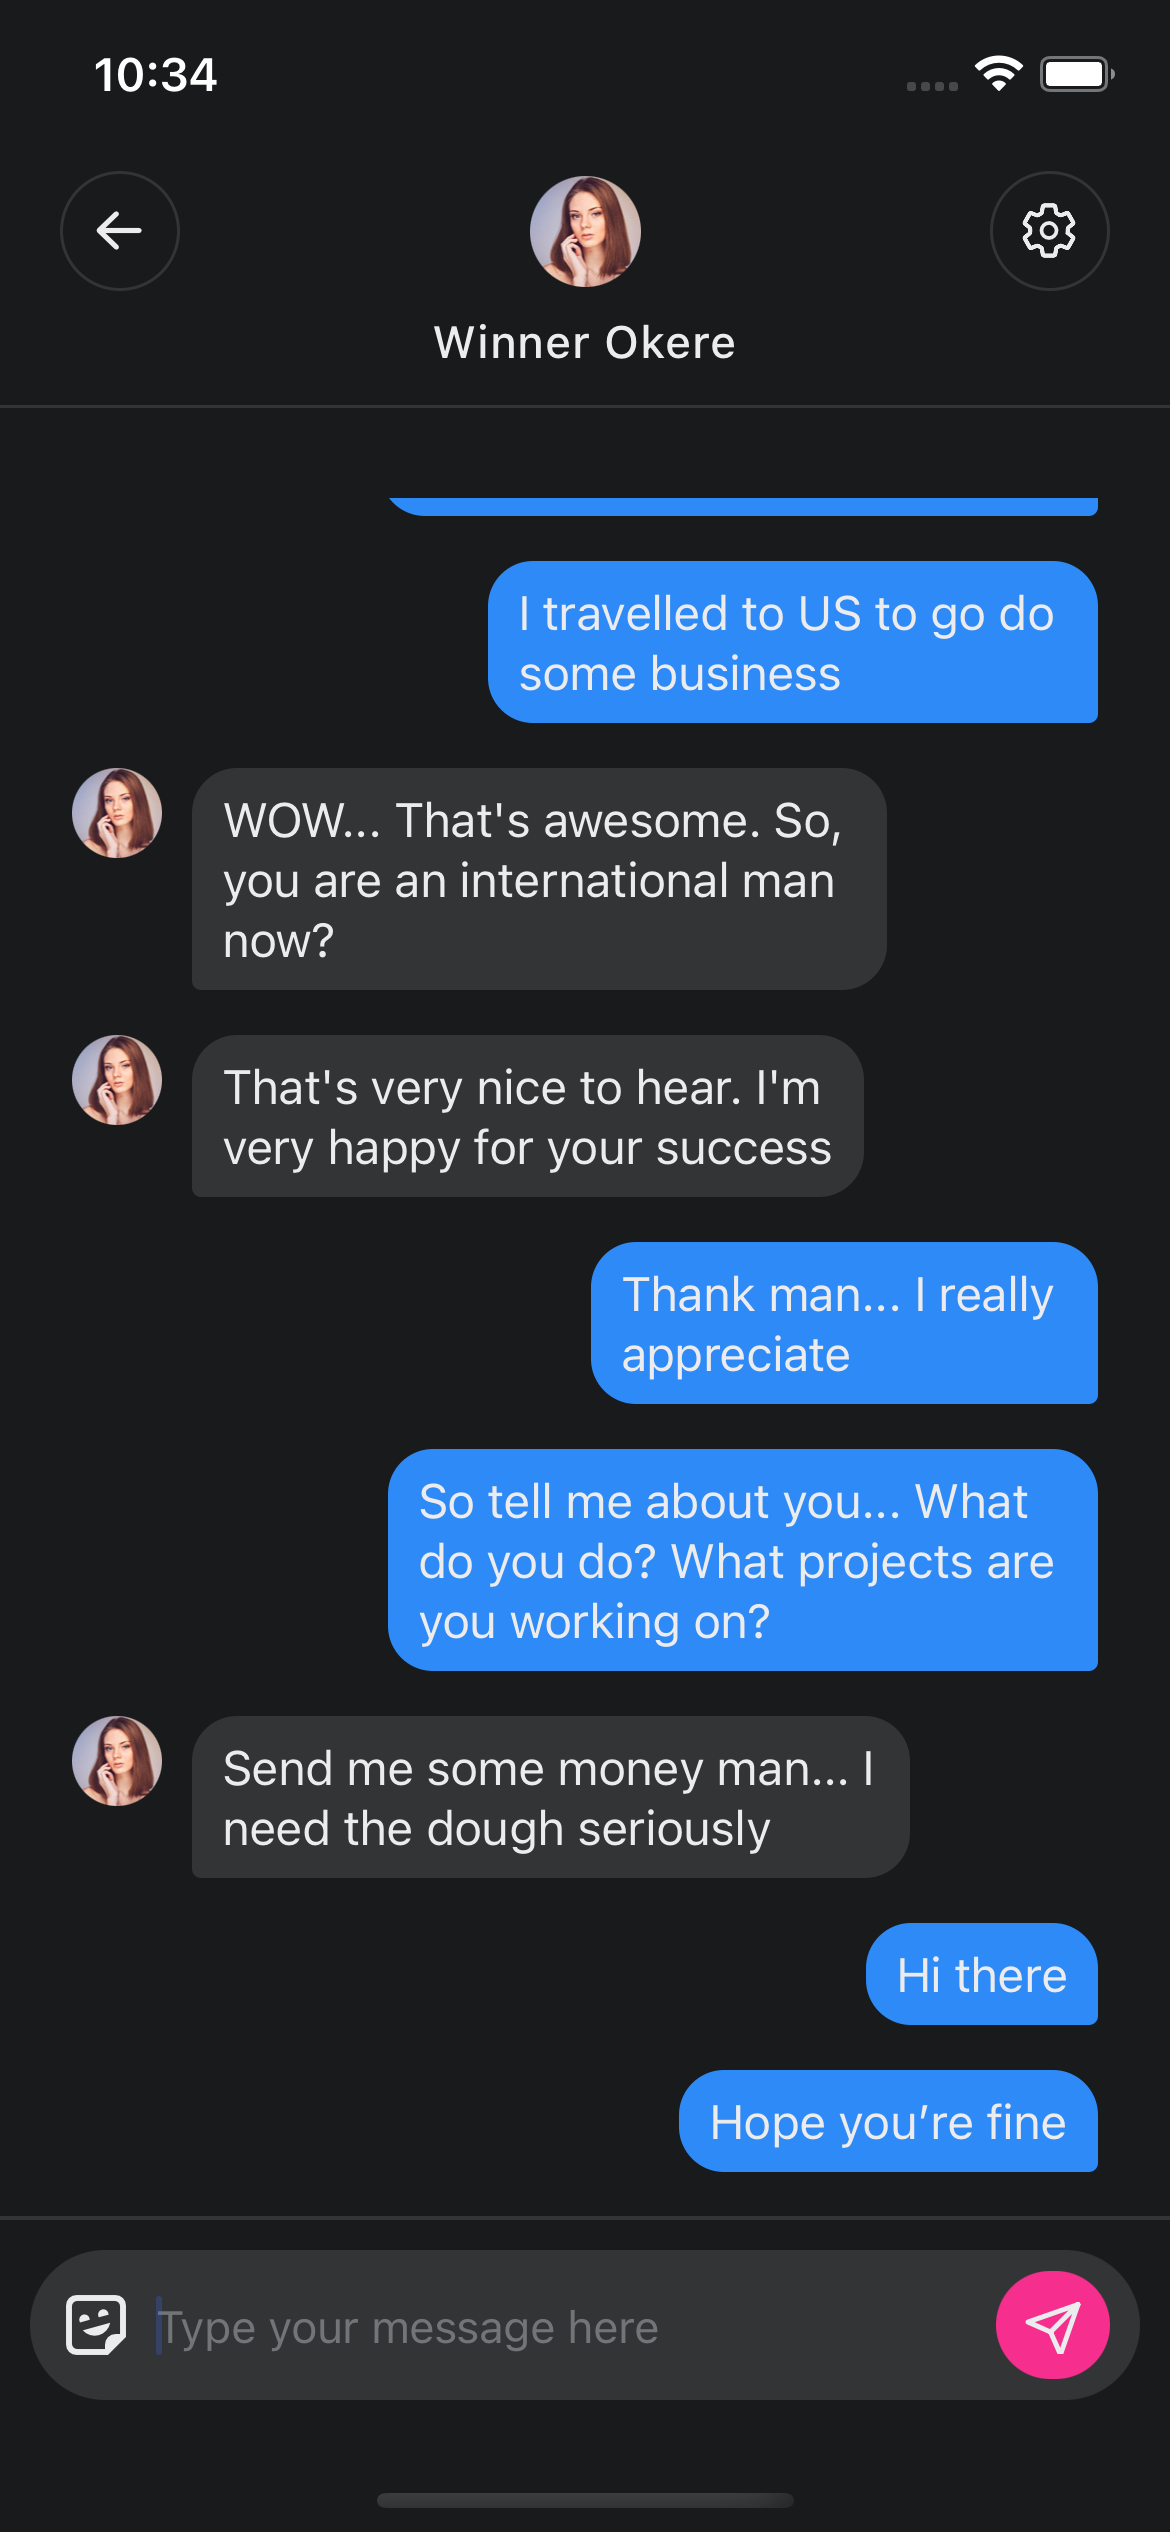 10:34
Winner Okere
I travelled to US to go do
some business
WOW... That's awesome. So,
you are an international man
now?
That's very nice to hear. I'm
very happy for your success
Thank man... I really
appreciate
So tell me about you... What
do you do? What projects are
you working on?
Send me some money man... I
need the dough seriously
Hi there
Hope you’re fine
Type your message here